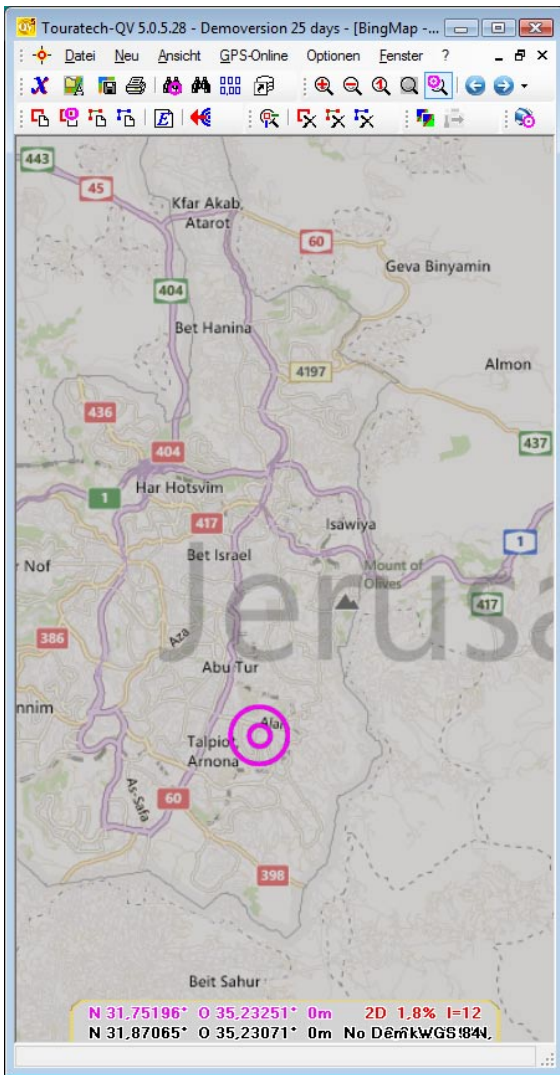 Touratech-QV 5.0.5.28 - Demoversion 25 days - [BingMap -...
Datei Neu Ansicht GPS-Online Optionen Fenster ?
443
45
Kfar Akab,
Atarot
60
Geva Binyamin
404
Bet Hanina
4197
Almon
436
404
437
Har Hotsvim
1
417
Isawiya
1
Bet Israel
r Nof
Mount of
Olives
417
Jerusa
386
Aza
Abu Tur
nnim
Talpiot,
Arnona
As-Safa
60
398
Beit Sahur
N 31,75196° O 35,23251° 0m 2D 1,8% I=12
N 31,87065° O 35,23071° 0m No